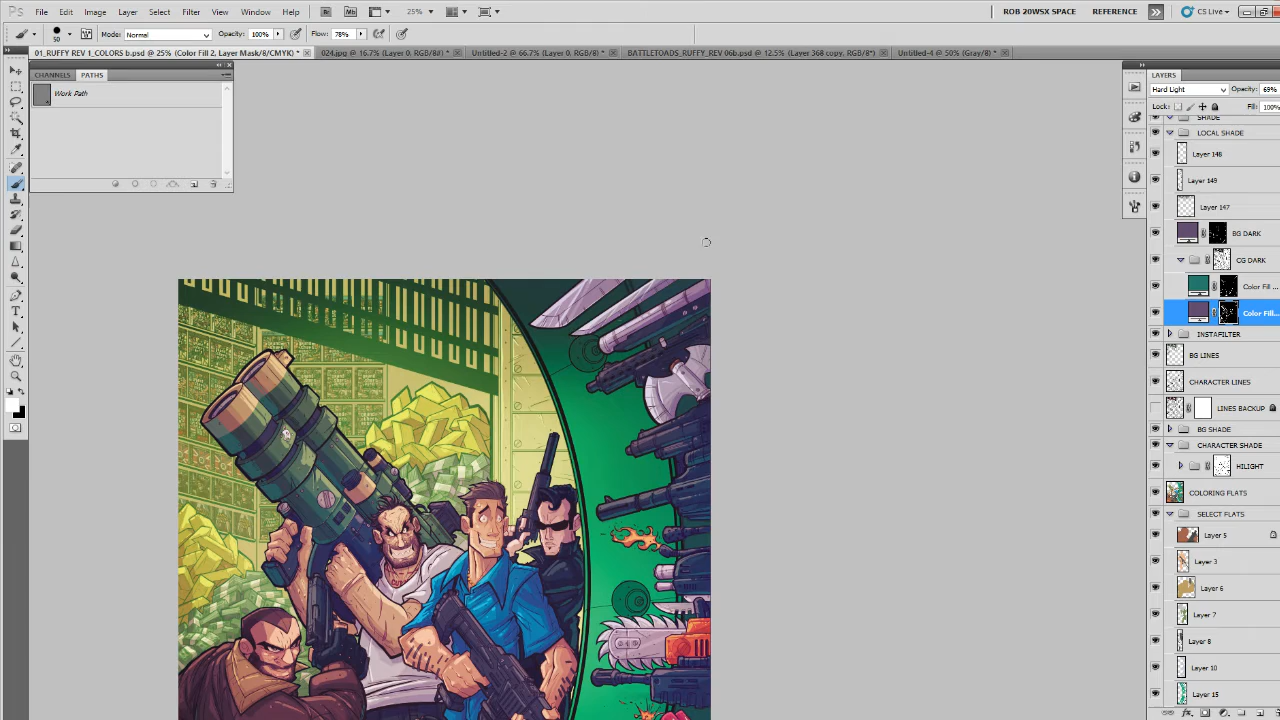 Ps File Edit Image Layer Select Filter View Window Help Br Mb 25% ROB 20WSX SPACE REFERENCE CS Live
50 Mode: Normal Opacity: 100% Flow: 78%
01_RUFFY REV 1_COLORS b.psd @ 25% (Color Fill 2, Layer Mask/8/CMYK) * 024.jpg @ 16.7% (Layer 0, RGB/8#) * Untitled-2 @ 66.7% (Layer 0, RGB/8) * BATTLETOADS_RUFFY_REV 06b.psd @ 12.5% (Layer 368 copy, RGB/8*) Untitled-4 @ 50% (Gray/8) *
CHANNELS PATHS
Work Path
LAYERS
Hard Light Opacity: 69%
Lock: Fill: 100%
SHADE
LOCAL SHADE
Layer 148
Layer 149
Layer 147
BG DARK
CG DARK
Color Fill ...
Color Fill...
INSTAFILTER
BG LINES
CHARACTER LINES
LINES BACKUP
BG SHADE
CHARACTER SHADE
HILIGHT
COLORING FLATS
SELECT FLATS
Layer 5
Layer 3
Layer 6
Layer 7
Layer 8
Layer 10
Layer 15
fx